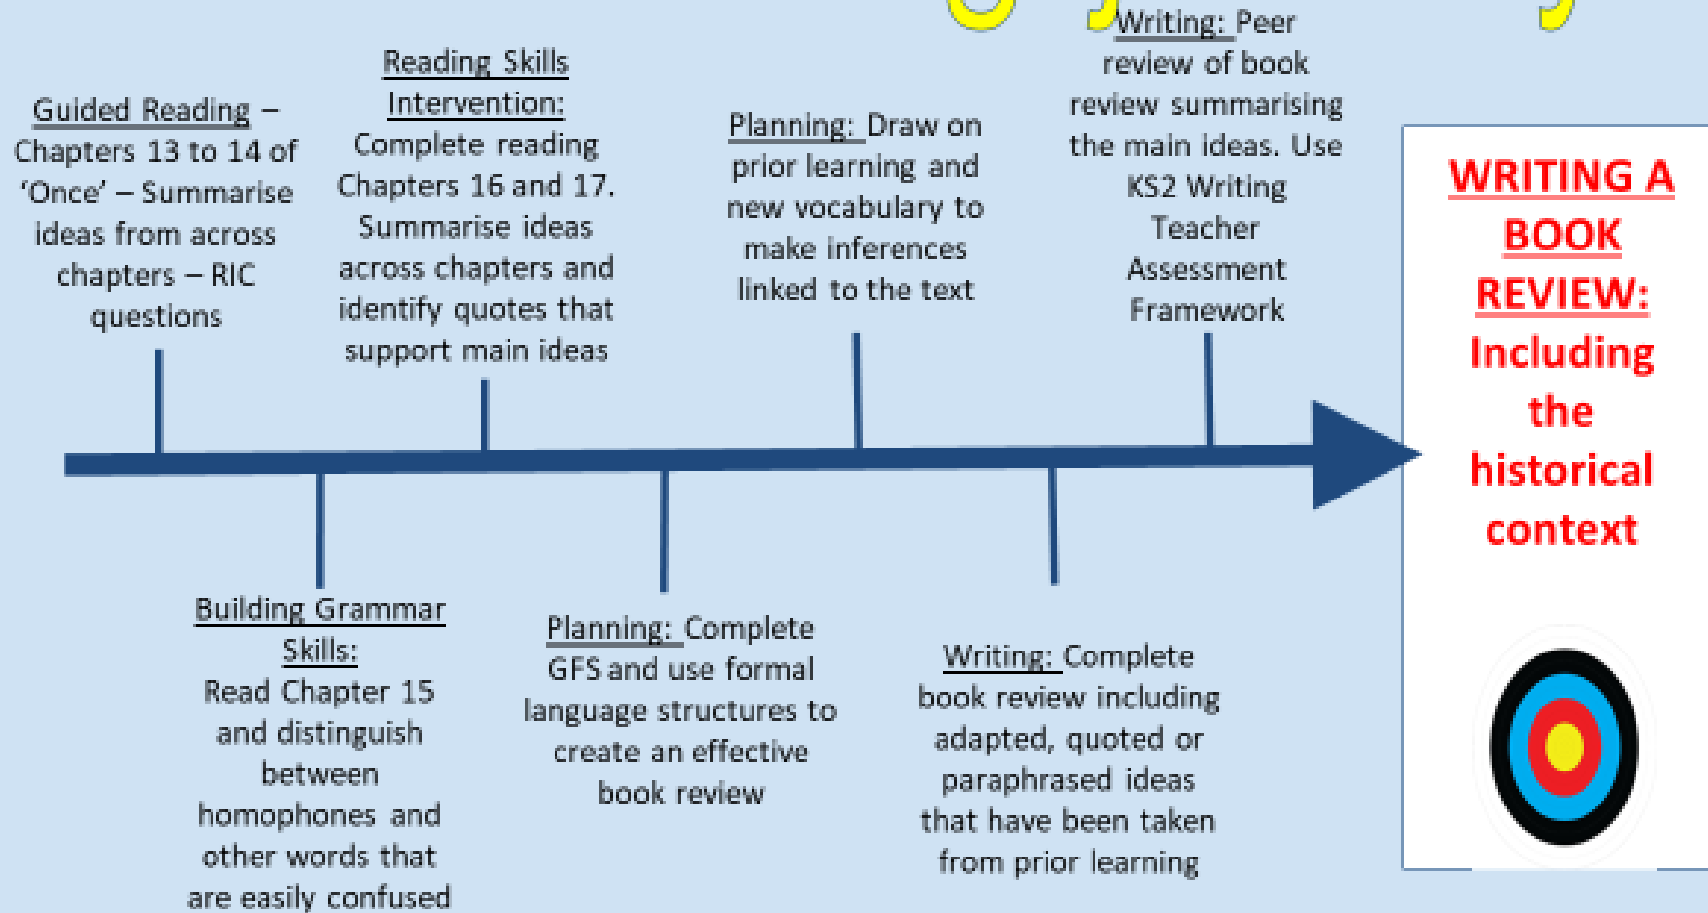 Guided Reading –
Chapters 13 to 14 of
‘Once’ – Summarise
ideas from across
chapters – RIC
questions
Building Grammar
Skills:
Read Chapter 15
and distinguish
between
homophones and
other words that
are easily confused
Reading Skills
Intervention:
Complete reading
Chapters 16 and 17.
Summarise ideas
across chapters and
identify quotes that
support main ideas
Planning: Complete
GFS and use formal
language structures to
create an effective
book review
Planning: Draw on
prior learning and
new vocabulary to
make inferences
linked to the text
Writing: Complete
book review including
adapted, quoted or
paraphrased ideas
that have been taken
from prior learning
Writing: Peer
review of book
review summarising
the main ideas. Use
KS2 Writing
Teacher
Assessment
Framework
WRITING A
BOOK
REVIEW:
Including
the
historical
context